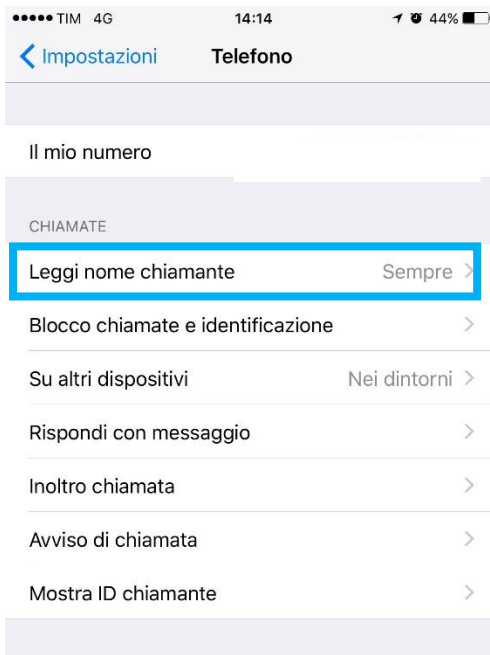 TIM 4G 14:14 44%
Impostazioni Telefono
Il mio numero
CHIAMATE
Leggi nome chiamante Sempre
Blocco chiamate e identificazione
Su altri dispositivi Nei dintorni
Rispondi con messaggio
Inoltro chiamata
Avviso di chiamata
Mostra ID chiamante